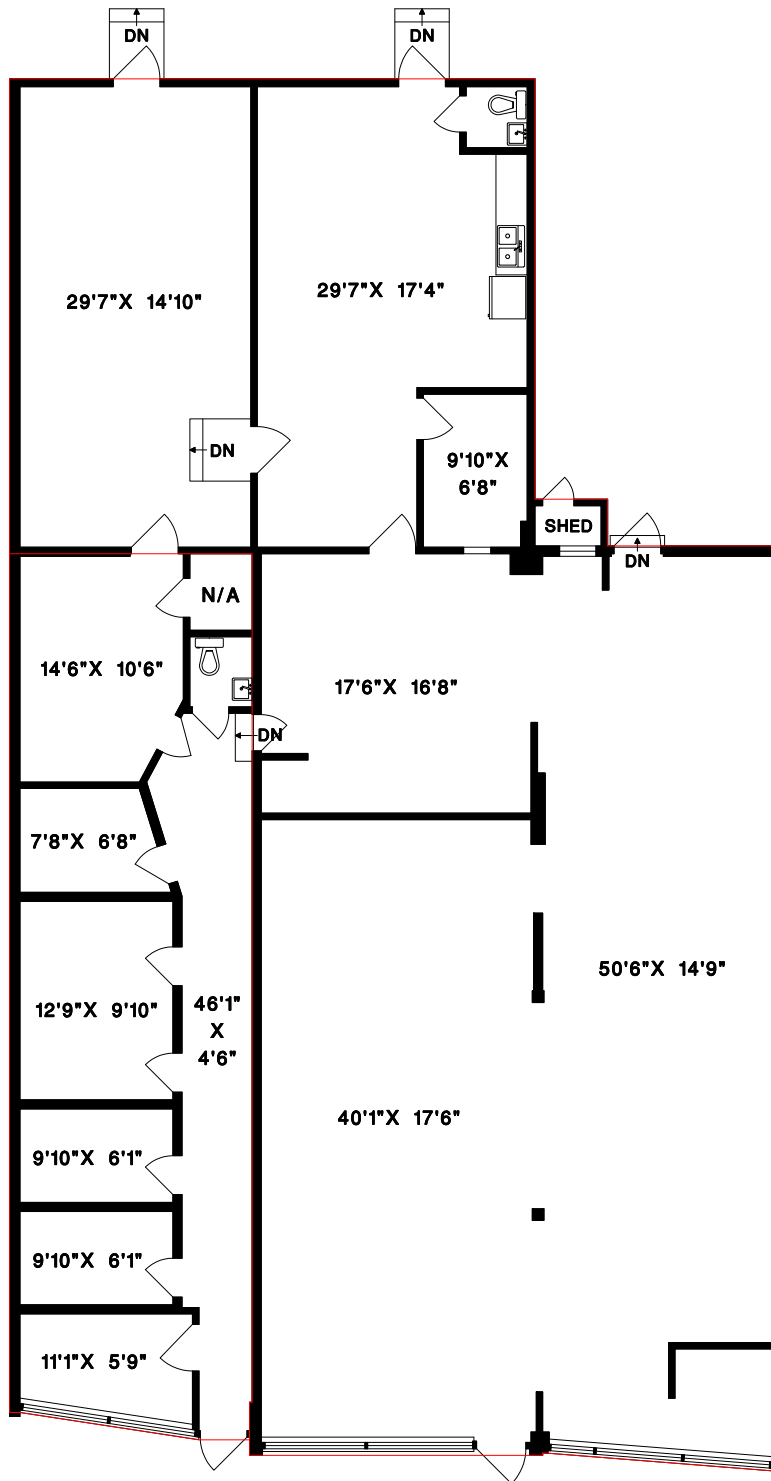 DN
DN
29'7"X 14'10"
29'7"X 17'4"
DN
9'10"X
6'8"
SHED
DN
N/A
14'6"X 10'6"
17'6"X 16'8"
DN
7'8"X 6'8"
50'6"X 14'9"
12'9"X 9'10"
46'1"
X
4'6"
40'1"X 17'6"
9'10"X 6'1"
9'10"X 6'1"
11'1"X 5'9"